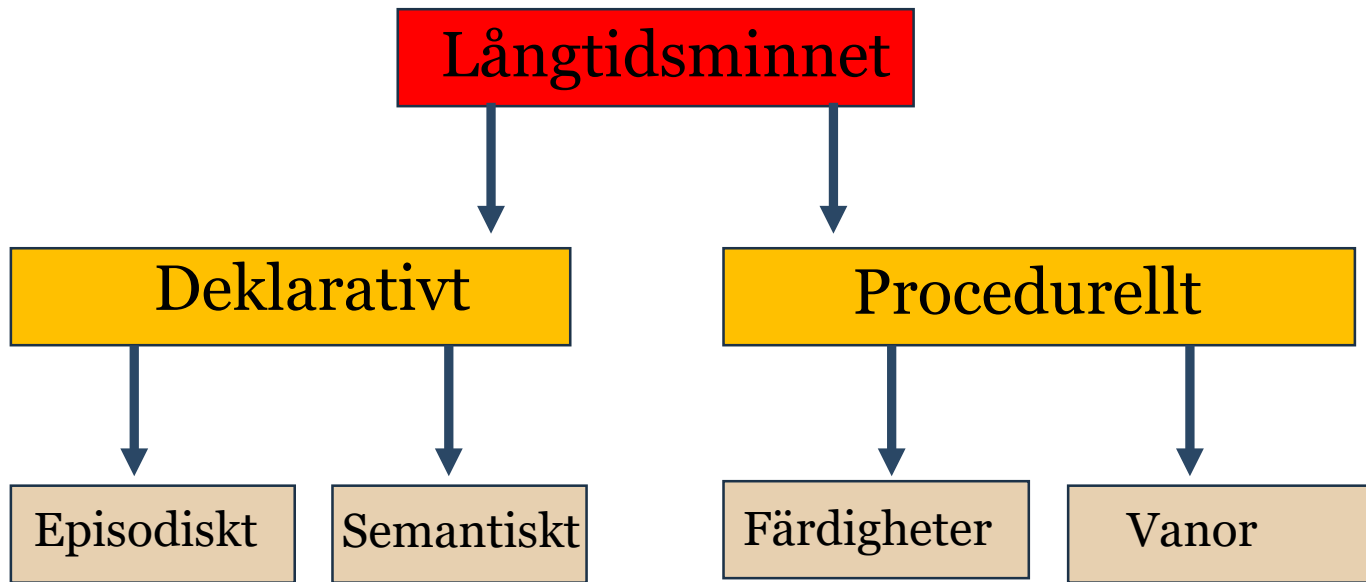 Långtidsminnet
Deklarativt
Procedurellt
Episodiskt
Semantiskt
Färdigheter
Vanor